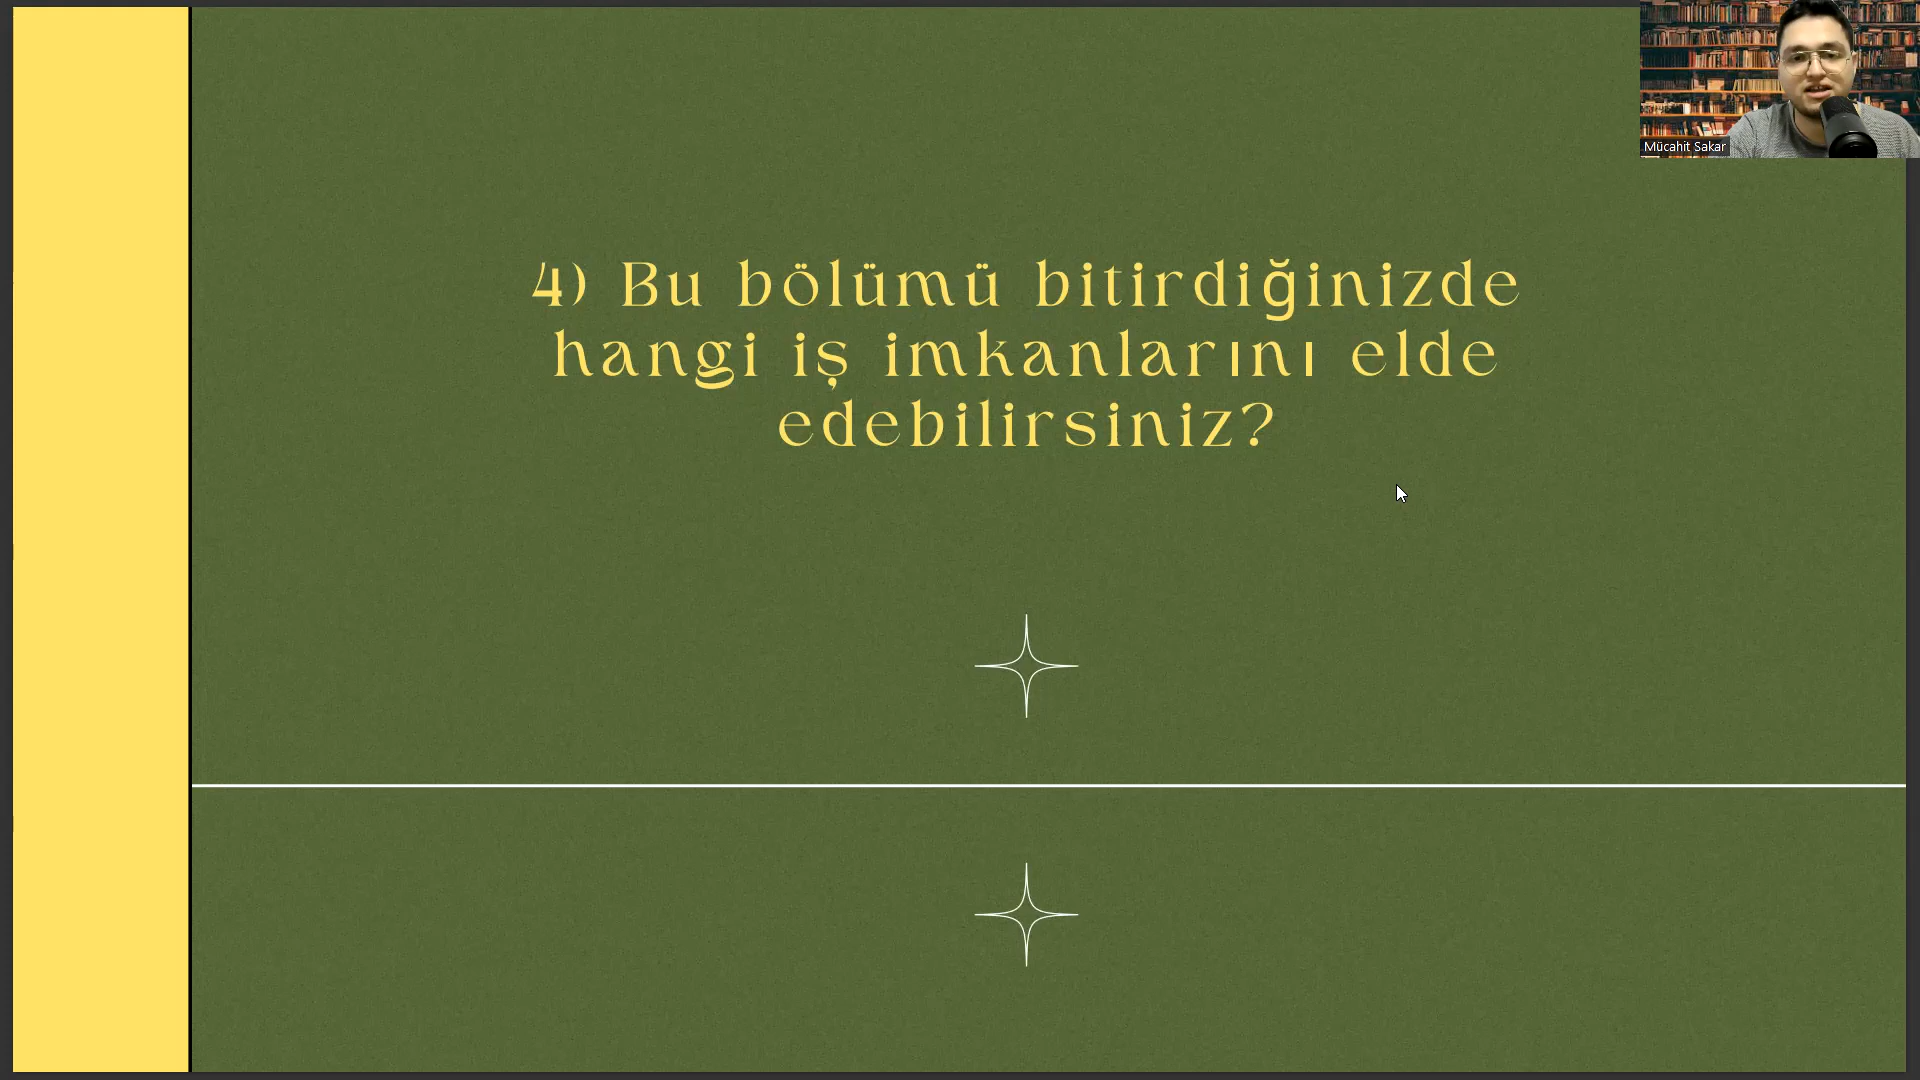 4) Bu bölümü bitirdiğinizde
hangi iş imkanlarını elde
edebilirsiniz?
Mücahit Sakar